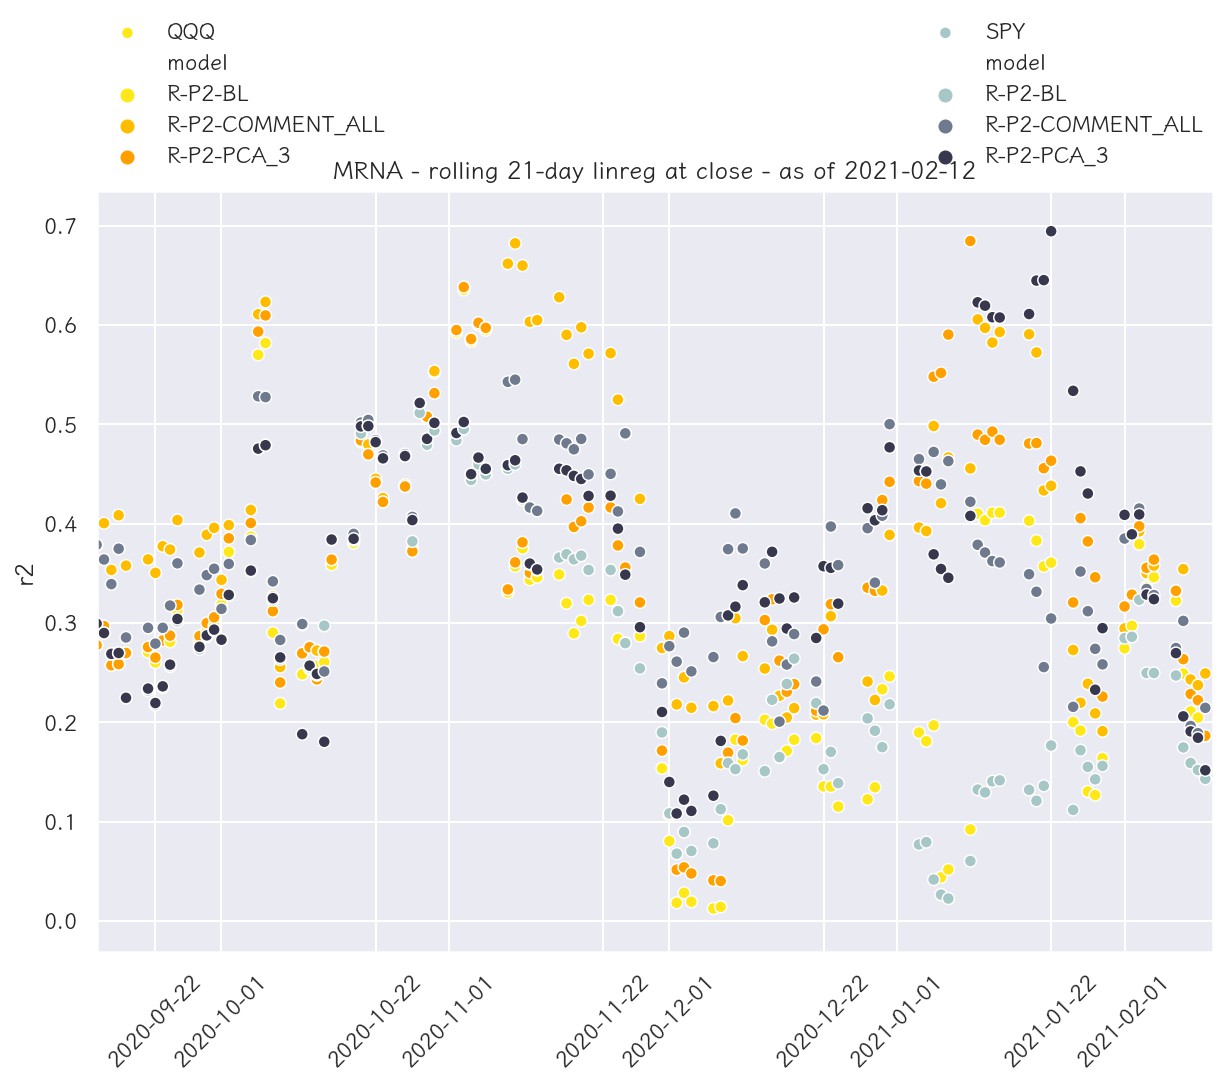 QQQ
model
R-P2-BL
R-P2-COMMENT_ALL
R-P2-PCA_3
SPY
model
R-P2-BL
R-P2-COMMENT_ALL
R-P2-PCA_3
MRNA - rolling 21-day linreg at close - as of 2021-02-12
r2
0.7
0.6
0.5
0.4
0.3
0.2
0.1
0.0
2020-09-22
2020-10-01
2020-10-22
2020-11-01
2020-11-22
2020-12-01
2020-12-22
2021-01-01
2021-01-22
2021-02-01